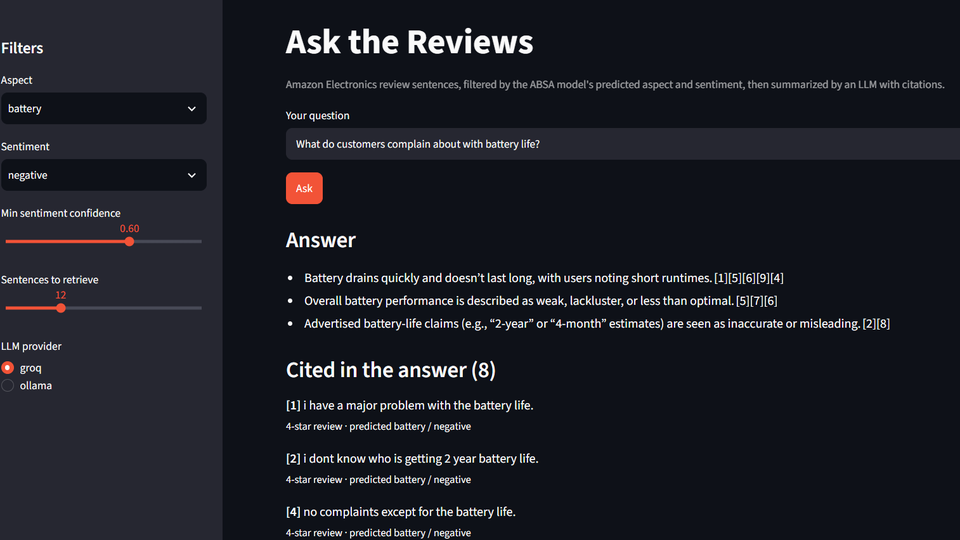 Filters
Aspect
battery
Sentiment
negative
Min sentiment confidence
0.60
Sentences to retrieve
12
LLM provider
groq
ollama
Ask the Reviews
Amazon Electronics review sentences, filtered by the ABSA model's predicted aspect and sentiment, then summarized by an LLM with citations.
Your question
What do customers complain about with battery life?
Ask
Answer
• Battery drains quickly and doesn’t last long, with users noting short runtimes. [1][5][6][9][4]
• Overall battery performance is described as weak, lackluster, or less than optimal. [5][7][6]
• Advertised battery-life claims (e.g., “2-year” or “4-month” estimates) are seen as inaccurate or misleading. [2][8]
Cited in the answer (8)
[1] i have a major problem with the battery life.
4-star review · predicted battery / negative
[2] i dont know who is getting 2 year battery life.
4-star review · predicted battery / negative
[4] no complaints except for the battery life.
4-star review · predicted battery / negative